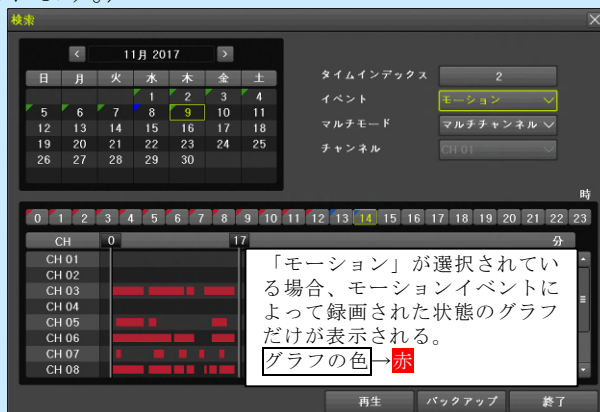 検索
11月 2017
日 月 火 水 木 金 土
1 2 3 4
5 6 7 8 9 10 11
12 13 14 15 16 17 18
19 20 21 22 23 24 25
26 27 28 29 30
タイムインデックス 2
イベント モーション
マルチモード マルチチャンネル
チャンネル CH 01
時
0 1 2 3 4 5 6 7 8 9 10 11 12 13 14 15 16 17 18 19 20 21 22 23
CH 0 17 分
CH 01
CH 02
CH 03
CH 04
CH 05
CH 06
CH 07
CH 08
「モーション」が選択されてい
る場合、モーションイベントに
よって録画された状態のグラフ
だけが表示される。
グラフの色→赤
再生 バックアップ 終了